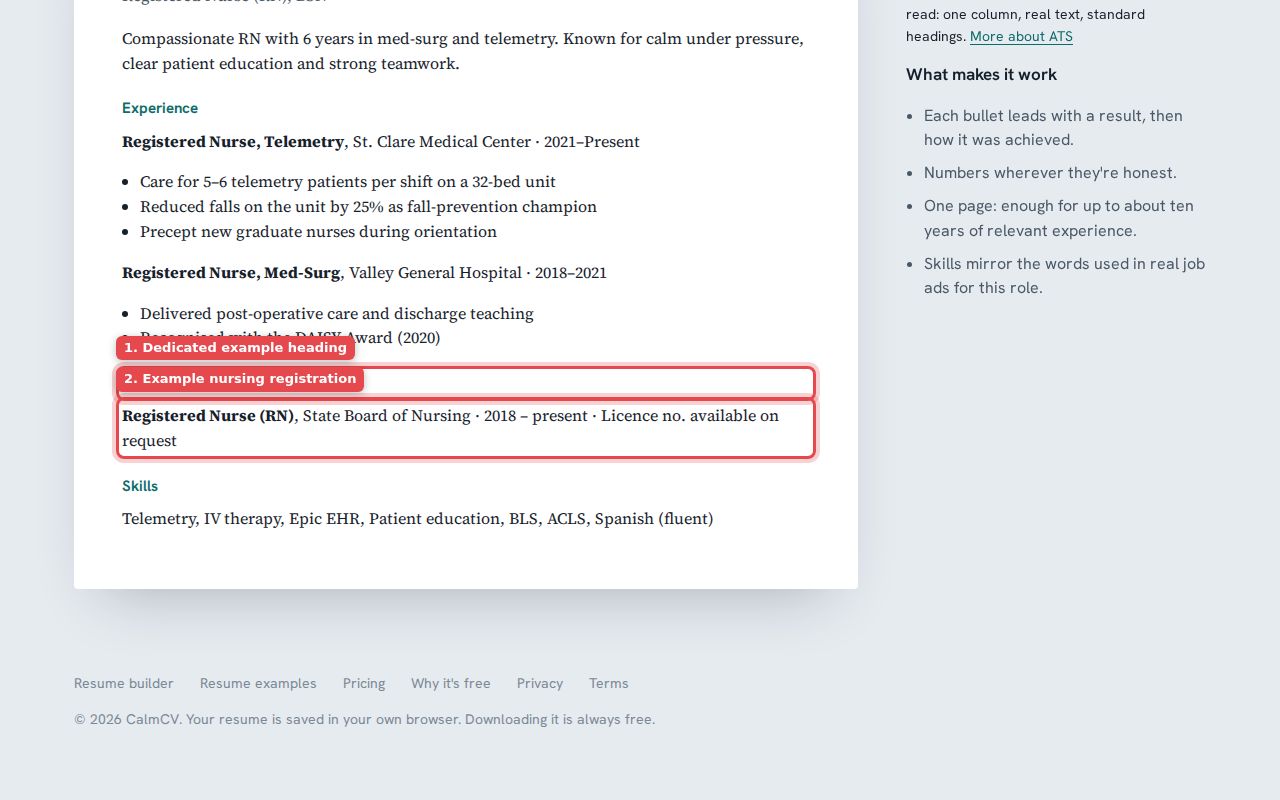 read: one column, real text, standard
headings. More about ATS
Compassionate RN with 6 years in med-surg and telemetry. Known for calm under pressure,
clear patient education and strong teamwork.
Experience
Registered Nurse, Telemetry, St. Clare Medical Center · 2021–Present
• Care for 5–6 telemetry patients per shift on a 32-bed unit
• Reduced falls on the unit by 25% as fall-prevention champion
• Precept new graduate nurses during orientation
Registered Nurse, Med-Surg, Valley General Hospital · 2018–2021
• Delivered post-operative care and discharge teaching
Award (2020)
1. Dedicated example heading
2. Example nursing registration
Registered Nurse (RN), State Board of Nursing · 2018 – present · Licence no. available on
request
Skills
Telemetry, IV therapy, Epic EHR, Patient education, BLS, ACLS, Spanish (fluent)
What makes it work
• Each bullet leads with a result, then
how it was achieved.
• Numbers wherever they're honest.
• One page: enough for up to about ten
years of relevant experience.
• Skills mirror the words used in real job
ads for this role.
Resume builder Resume examples Pricing Why it's free Privacy Terms
© 2026 CalmCV. Your resume is saved in your own browser. Downloading it is always free.